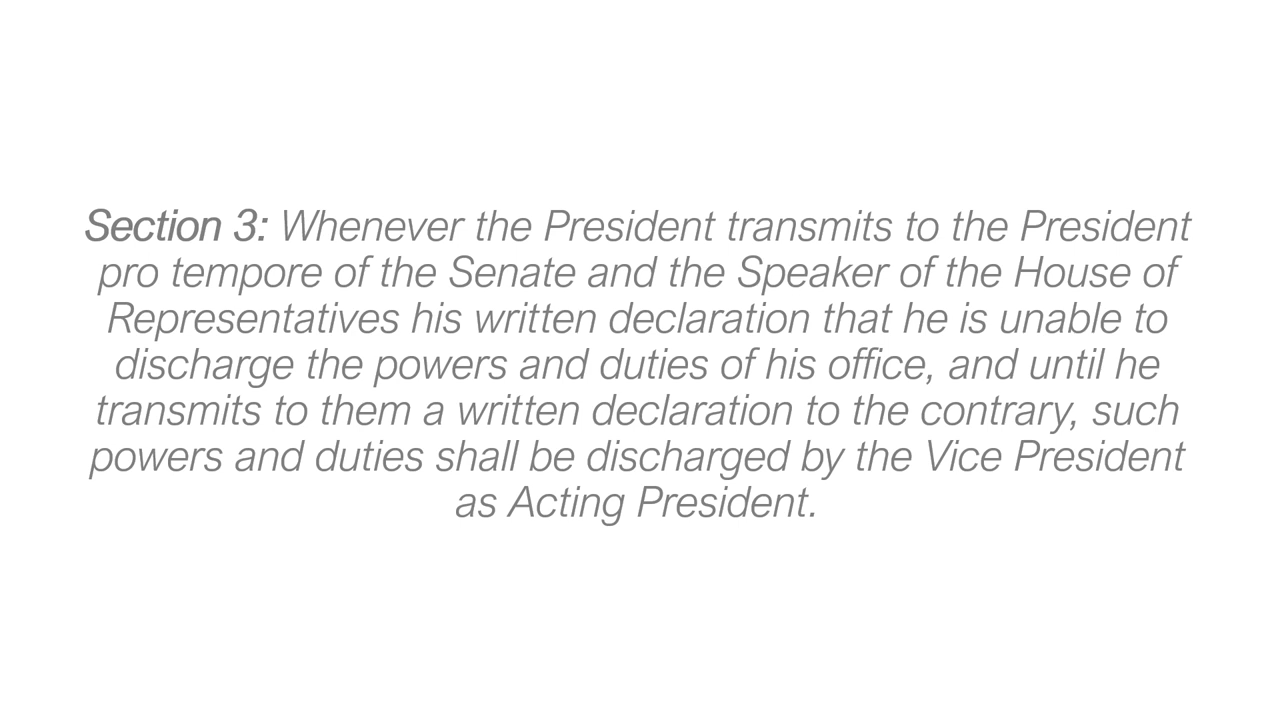 Section 3: Whenever the President transmits to the President
pro tempore of the Senate and the Speaker of the House of
Representatives his written declaration that he is unable to
discharge the powers and duties of his office, and until he
transmits to them a written declaration to the contrary, such
powers and duties shall be discharged by the Vice President
as Acting President.